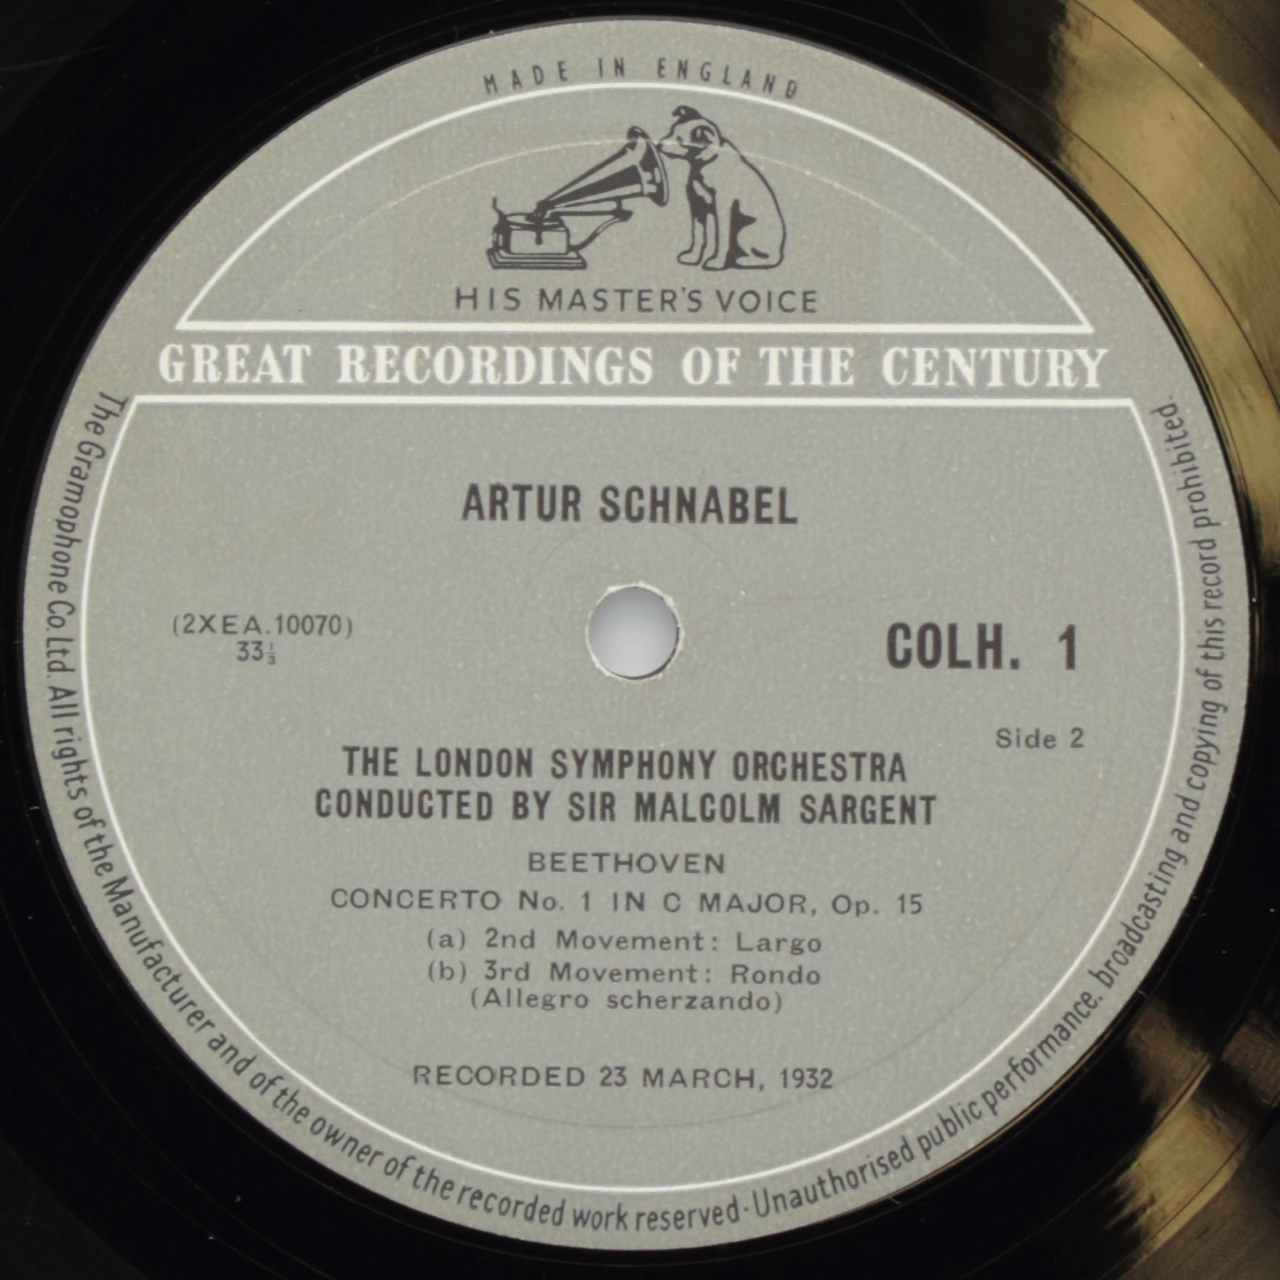 MADE IN ENGLAND
HIS MASTER'S VOICE
GREAT RECORDINGS OF THE CENTURY
ARTUR SCHNABEL
(2XEA.10070)
33⅓
COLH. 1
Side 2
THE LONDON SYMPHONY ORCHESTRA
CONDUCTED BY SIR MALCOLM SARGENT
BEETHOVEN
CONCERTO No. 1 IN C MAJOR, Op. 15
(a) 2nd Movement: Largo
(b) 3rd Movement: Rondo
(Allegro scherzando)
RECORDED 23 MARCH, 1932
The Gramophone Co. Ltd. All rights of the Manufacturer and of the owner of the recorded work reserved · Unauthorised public performance. broadcasting and copying of this record prohibited.